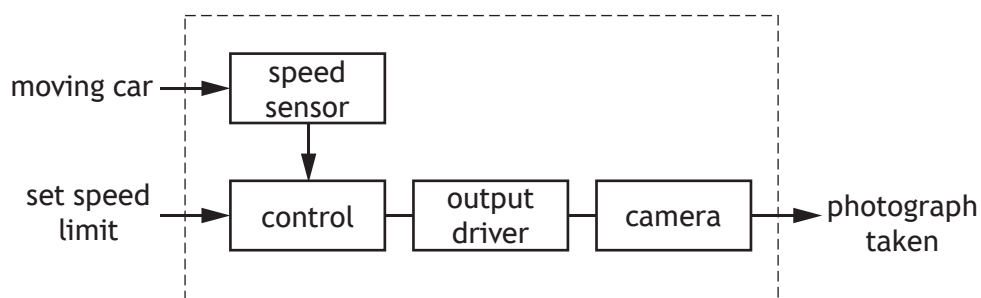 moving car
speed
sensor
set speed
limit
control
output
driver
camera
photograph
taken